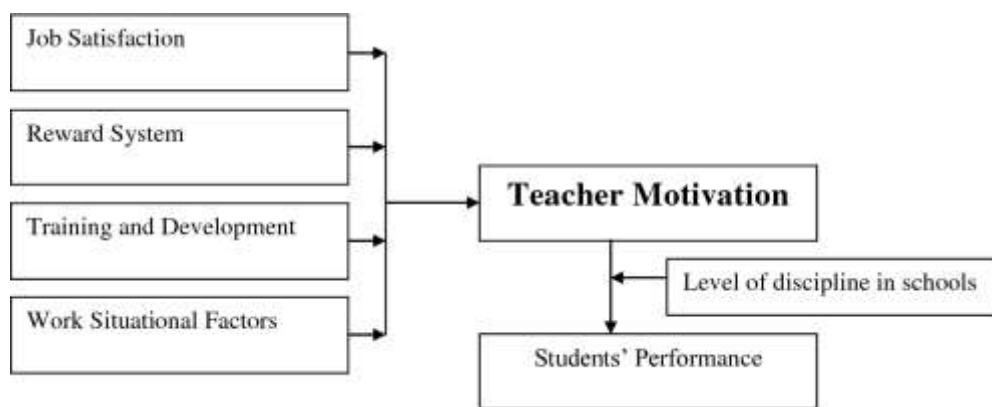 Job Satisfaction
Reward System
Training and Development
Work Situational Factors
Teacher Motivation
Level of discipline in schools
Students’ Performance